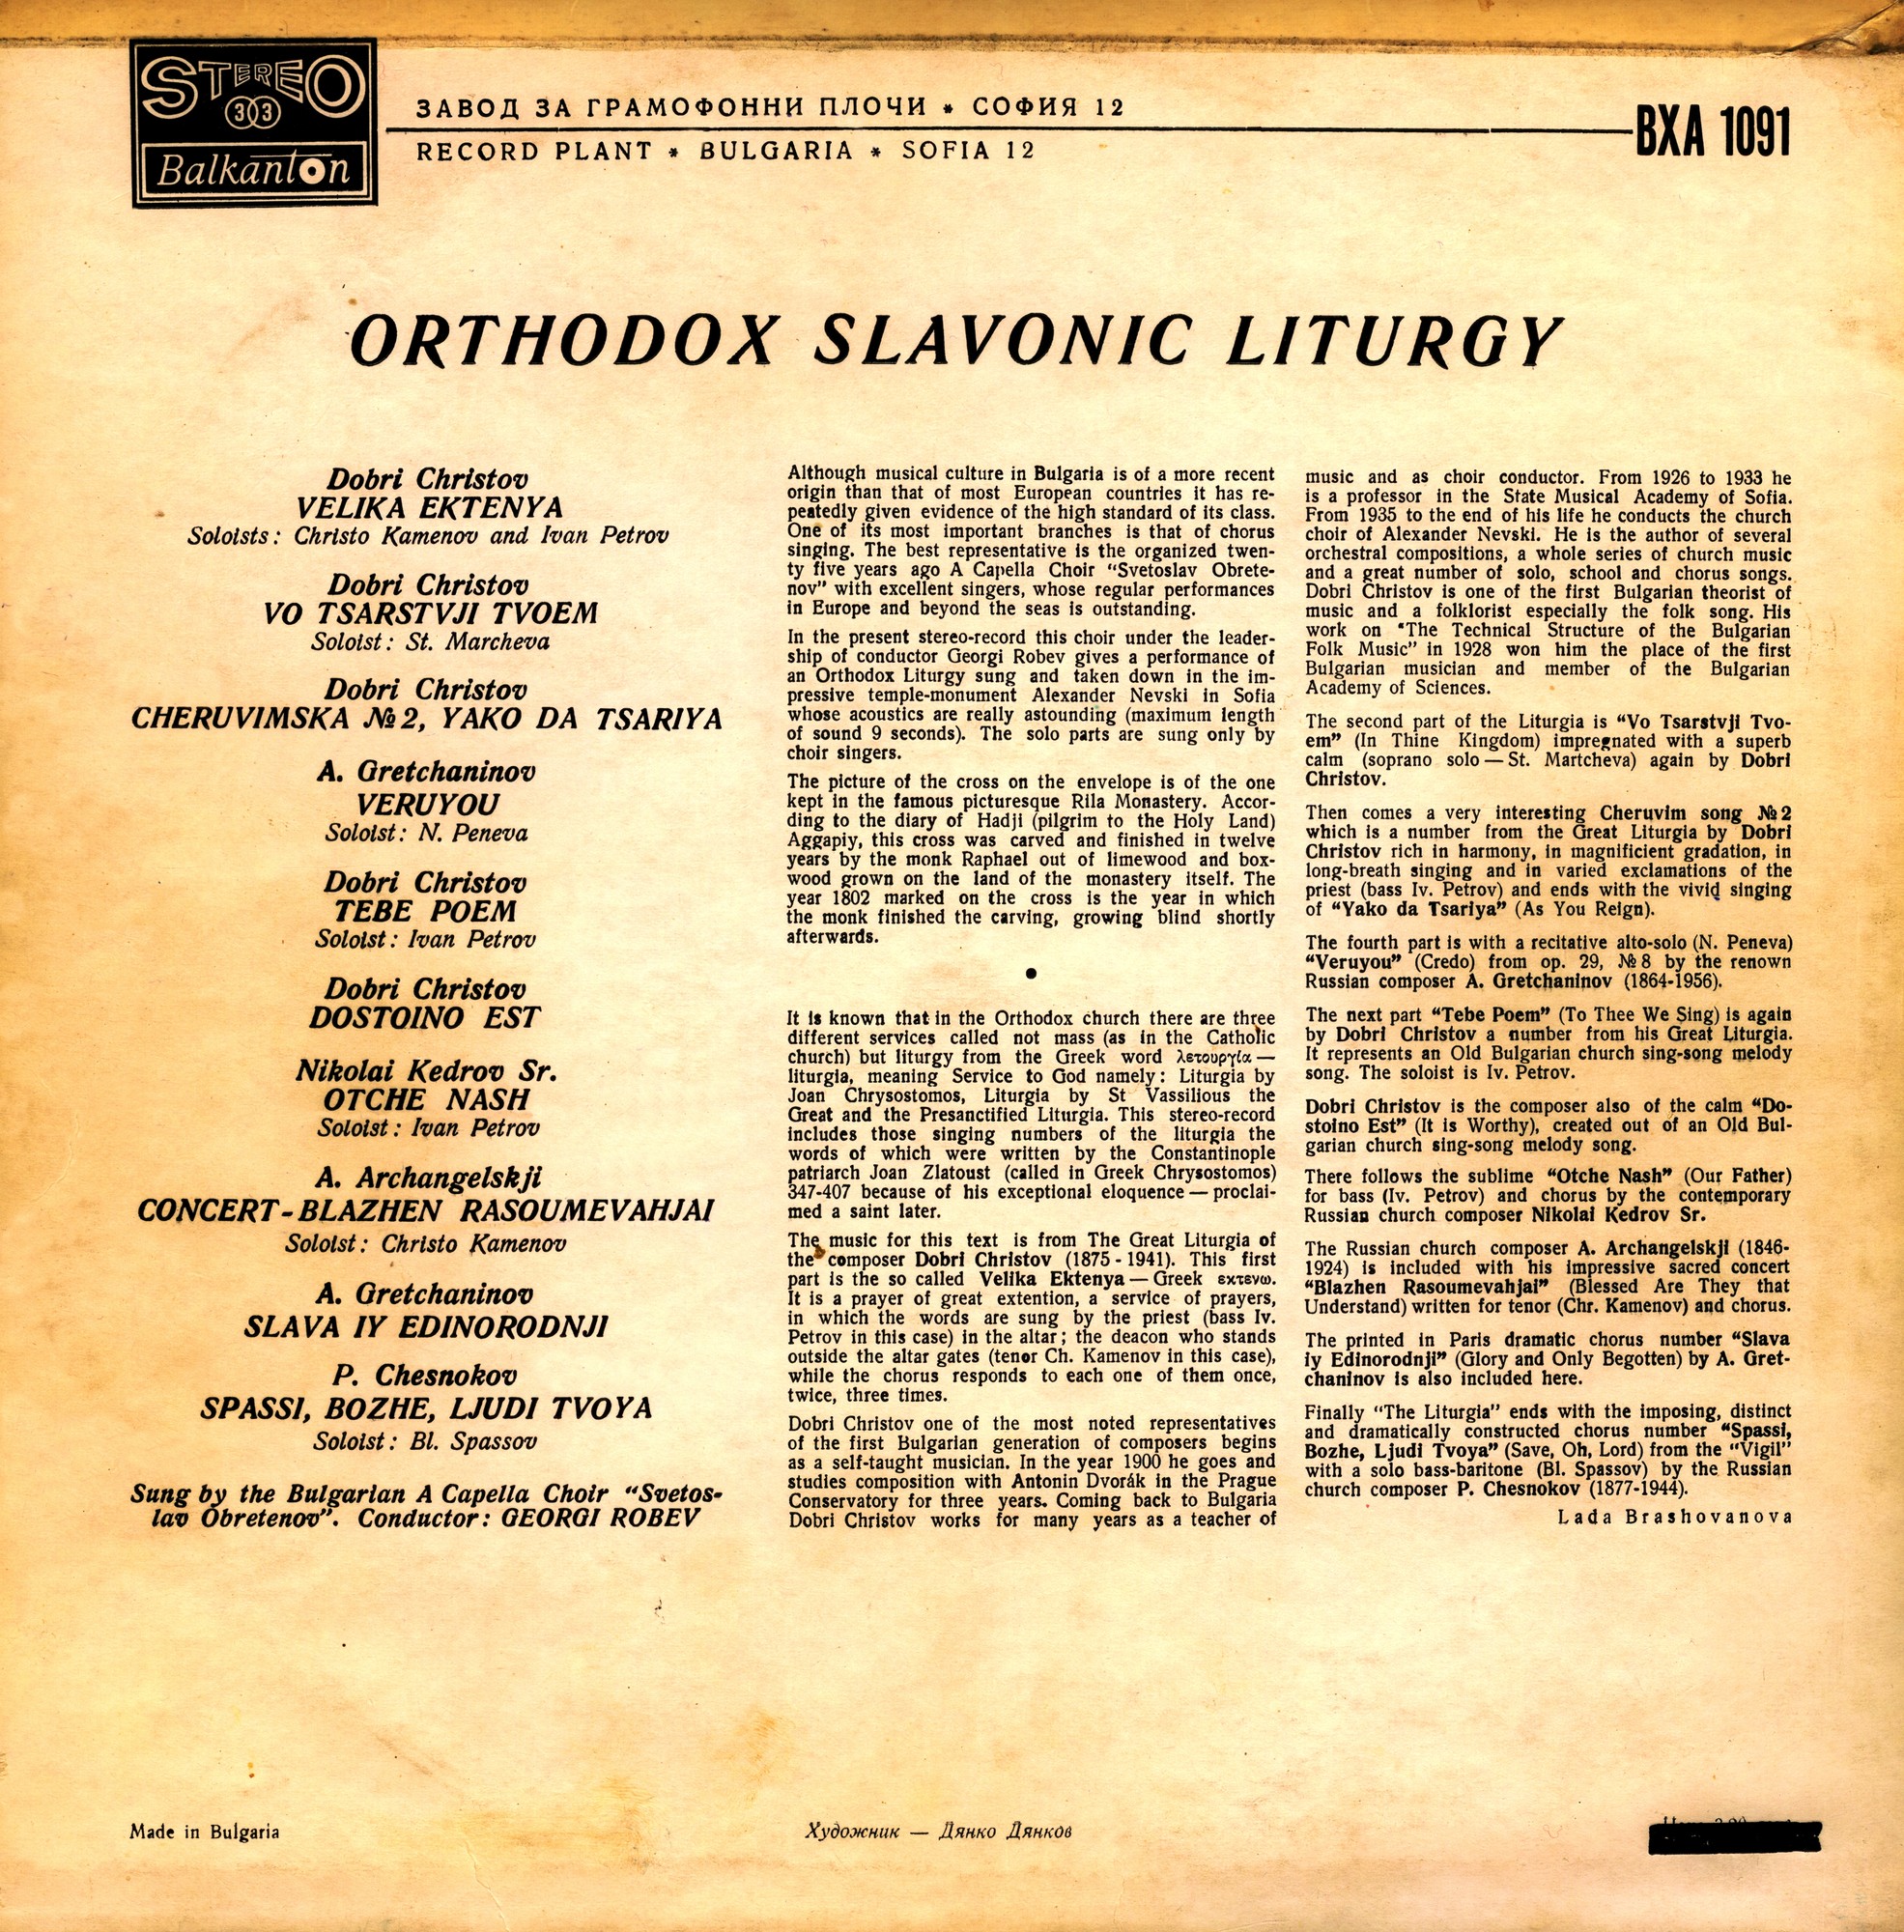 STEREO
33
Balkanton
ЗАВОД ЗА ГРАМОФОННИ ПЛОЧИ * СОФИЯ 12
RECORD PLANT * BULGARIA * SOFIA 12
BXA 1091
ORTHODOX SLAVONIC LITURGY
Dobri Christov
VELIKA EKTENYA
Soloists: Christo Kamenov and Ivan Petrov
Dobri Christov
VO TSARSTVJI TVOEM
Soloist: St. Marcheva
Dobri Christov
CHERUVIMSKA №2, YAKO DA TSARIYA
A. Gretchaninov
VERUYOU
Soloist: N. Peneva
Dobri Christov
TEBE POEM
Soloist: Ivan Petrov
Dobri Christov
DOSTOINO EST
Nikolai Kedrov Sr.
OTCHE NASH
Soloist: Ivan Petrov
A. Archangelskji
CONCERT-BLAZHEN RASOUMEVAHJAI
Soloist: Christo Kamenov
A. Gretchaninov
SLAVA IY EDINORODNJI
P. Chesnokov
SPASSI, BOZHE, LJUDI TVOYA
Soloist: Bl. Spassov
Sung by the Bulgarian A Capella Choir “Svetos-
lav Obretenov”. Conductor: GEORGI ROBEV
Although musical culture in Bulgaria is of a more recent
origin than that of most European countries it has re-
peatedly given evidence of the high standard of its class.
One of its most important branches is that of chorus
singing. The best representative is the organized twen-
ty five years ago A Capella Choir “Svetoslav Obrete-
nov” with excellent singers, whose regular performances
in Europe and beyond the seas is outstanding.
In the present stereo-record this choir under the leader-
ship of conductor Georgi Robev gives a performance of
an Orthodox Liturgy sung and taken down in the im-
pressive temple-monument Alexander Nevski in Sofia
whose acoustics are really astounding (maximum length
of sound 9 seconds). The solo parts are sung only by
choir singers.
The picture of the cross on the envelope is of the one
kept in the famous picturesque Rila Monastery. Accor-
ding to the diary of Hadji (pilgrim to the Holy Land)
Aggapiy, this cross was carved and finished in twelve
years by the monk Raphael out of limewood and box-
wood grown on the land of the monastery itself. The
year 1802 marked on the cross is the year in which
the monk finished the carving, growing blind shortly
afterwards.
•
It is known that in the Orthodox church there are three
different services called not mass (as in the Catholic
church) but liturgy from the Greek word λετουργία —
liturgia, meaning Service to God namely: Liturgia by
Joan Chrysostomos, Liturgia by St Vassilious the
Great and the Presanctified Liturgia. This stereo-record
includes those singing numbers of the liturgia the
words of which were written by the Constantinople
patriarch Joan Zlatoust (called in Greek Chrysostomos)
347-407 because of his exceptional eloquence — proclai-
med a saint later.
The music for this text is from The Great Liturgia of
the composer Dobri Christov (1875 - 1941). This first
part is the so called Velika Ektenya — Greek εκτενω.
It is a prayer of great extention, a service of prayers,
in which the words are sung by the priest (bass Iv.
Petrov in this case) in the altar; the deacon who stands
outside the altar gates (tenor Ch. Kamenov in this case),
while the chorus responds to each one of them once,
twice, three times.
Dobri Christov one of the most noted representatives
of the first Bulgarian generation of composers begins
as a self-taught musician. In the year 1900 he goes and
studies composition with Antonin Dvorák in the Prague
Conservatory for three years. Coming back to Bulgaria
Dobri Christov works for many years as a teacher of
music and as choir conductor. From 1926 to 1933 he
is a professor in the State Musical Academy of Sofia.
From 1935 to the end of his life he conducts the church
choir of Alexander Nevski. He is the author of several
orchestral compositions, a whole series of church music
and a great number of solo, school and chorus songs.
Dobri Christov is one of the first Bulgarian theorist of
music and a folklorist especially the folk song. His
work on “The Technical Structure of the Bulgarian
Folk Music” in 1928 won him the place of the first
Bulgarian musician and member of the Bulgarian
Academy of Sciences.
The second part of the Liturgia is “Vo Tsarstvji Tvo-
em” (In Thine Kingdom) impregnated with a superb
calm (soprano solo — St. Martcheva) again by Dobri
Christov.
Then comes a very interesting Cheruvim song №2
which is a number from the Great Liturgia by Dobri
Christov rich in harmony, in magnificient gradation, in
long-breath singing and in varied exclamations of the
priest (bass Iv. Petrov) and ends with the vivid singing
of “Yako da Tsariya” (As You Reign).
The fourth part is with a recitative alto-solo (N. Peneva)
“Veruyou” (Credo) from op. 29, №8 by the renown
Russian composer A. Gretchaninov (1864-1956).
The next part “Tebe Poem” (To Thee We Sing) is again
by Dobri Christov a number from his Great Liturgia.
It represents an Old Bulgarian church sing-song melody
song. The soloist is Iv. Petrov.
Dobri Christov is the composer also of the calm “Do-
stoino Est” (It is Worthy), created out of an Old Bul-
garian church sing-song melody song.
There follows the sublime “Otche Nash” (Our Father)
for bass (Iv. Petrov) and chorus by the contemporary
Russian church composer Nikolai Kedrov Sr.
The Russian church composer A. Archangelskji (1846-
1924) is included with his impressive sacred concert
“Blazhen Rasoumevahjai” (Blessed Are They that
Understand) written for tenor (Chr. Kamenov) and chorus.
The printed in Paris dramatic chorus number “Slava
iy Edinorodnji” (Glory and Only Begotten) by A. Gret-
chaninov is also included here.
Finally “The Liturgia” ends with the imposing, distinct
and dramatically constructed chorus number “Spassi,
Bozhe, Ljudi Tvoya” (Save, Oh, Lord) from the “Vigil”
with a solo bass-baritone (Bl. Spassov) by the Russian
church composer P. Chesnokov (1877-1944).
Lada Brashovanova
Made in Bulgaria
Художник — Дянко Дянков